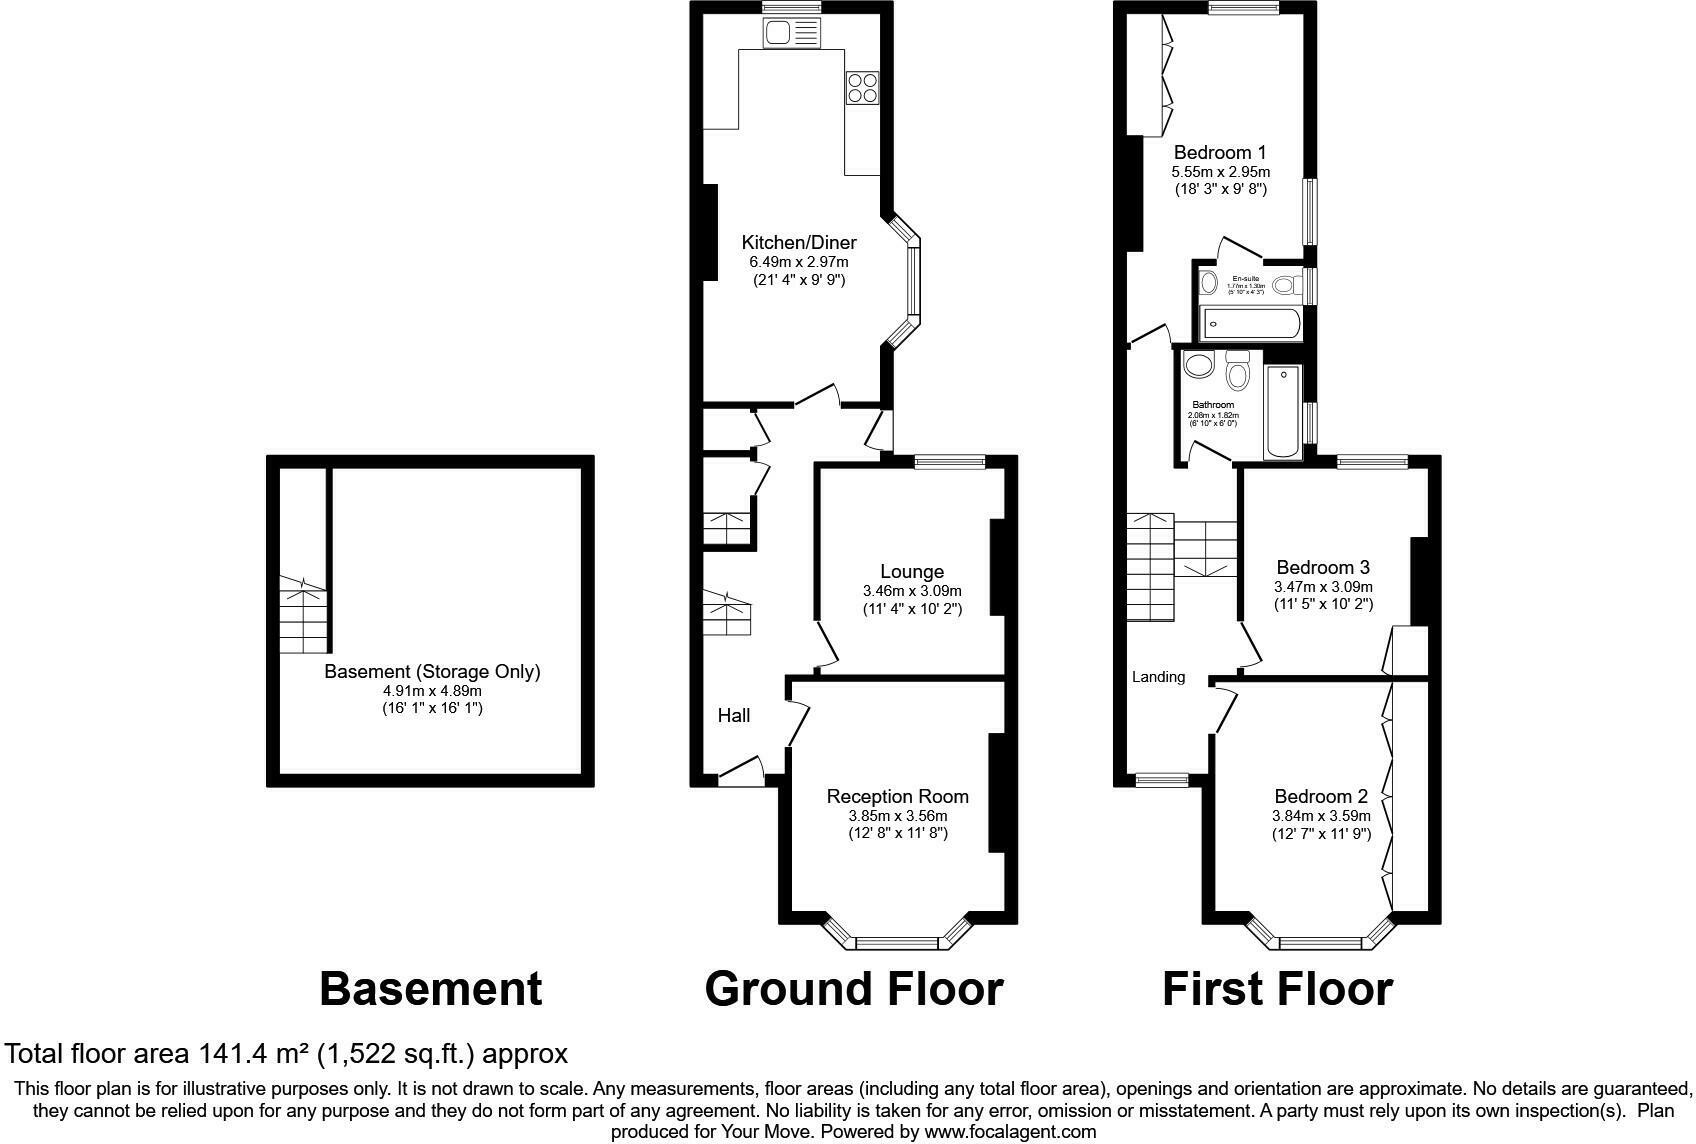 Kitchen/Diner
6.49m x 2.97m
(21' 4" x 9' 9")
Bedroom 1
5.55m x 2.95m
(18' 3" x 9' 8")
En-suite
1.77m x 1.30m
(5' 10" x 4' 3")
Bathroom
2.08m x 1.82m
(6' 10" x 6' 0")
Basement (Storage Only)
4.91m x 4.89m
(16' 1" x 16' 1")
Lounge
3.46m x 3.09m
(11' 4" x 10' 2")
Hall
Reception Room
3.85m x 3.56m
(12' 8" x 11' 8")
Bedroom 3
3.47m x 3.09m
(11' 5" x 10' 2")
Landing
Bedroom 2
3.84m x 3.59m
(12' 7" x 11' 9")
Basement
Ground Floor
First Floor
Total floor area 141.4 m² (1,522 sq.ft.) approx
This floor plan is for illustrative purposes only. It is not drawn to scale. Any measurements, floor areas (including any total floor area), openings and orientation are approximate. No details are guaranteed,
they cannot be relied upon for any purpose and they do not form part of any agreement. No liability is taken for any error, omission or misstatement. A party must rely upon its own inspection(s). Plan
produced for Your Move. Powered by www.focalagent.com